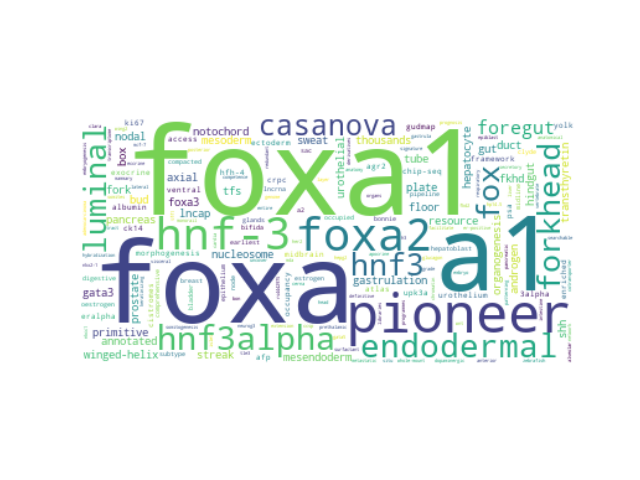 foxa1
foxa
a1
pioneer
hnf-3
foxa2
hnf3
hnf3alpha
endodermal
casanova
luminal
forkhead
fox
foregut
notochord
mesoderm
nodal
ki67
box
access
ectoderm
sweat
thousands
gudmap
urothelial
tube
hepatocyte
gut
duct
framework
yolk
hindgut
transthyretin
fkhd
exocrine
compacted
hfh-4
axial
fork
tfs
ventral
foxa3
bud
albumin
pancreas
ck14
lncap
crpc
lncrna
agr2
chip-seq
pipeline
plate
floor
atlas
resource
psa
organogenesis
androgen
enriched
3alpha
shh
glands
bifida
earliest
occupied
bonnie
morphogenesis
nucleosome
midbrain
gastrulation
upk3a
urothelium
digestive
gata3
oestrogen
eralpha
prostate
cistromes
comprehensive
bladder
breast
epithelium
node
occupancy
estrogen
primitive
annotated
winged-helix
subtype
streak
afp
mesendoderm
hepatoblast